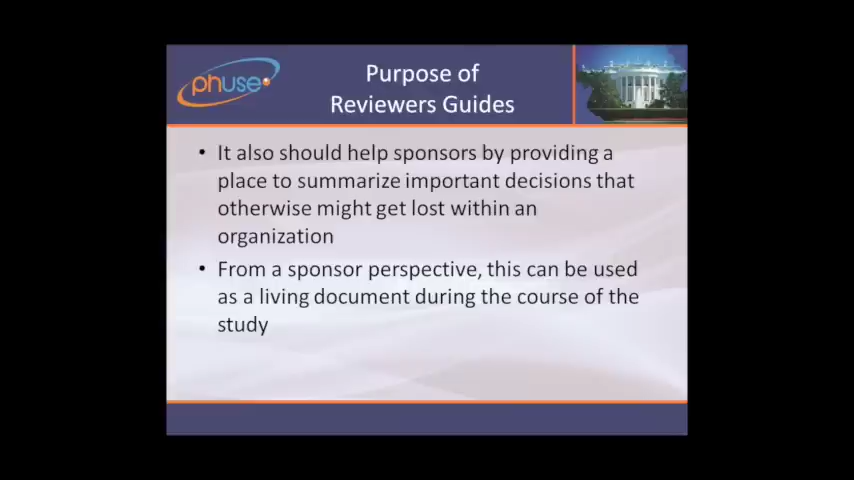 phUSE
Purpose of
Reviewers Guides
• It also should help sponsors by providing a
place to summarize important decisions that
otherwise might get lost within an
organization
• From a sponsor perspective, this can be used
as a living document during the course of the
study